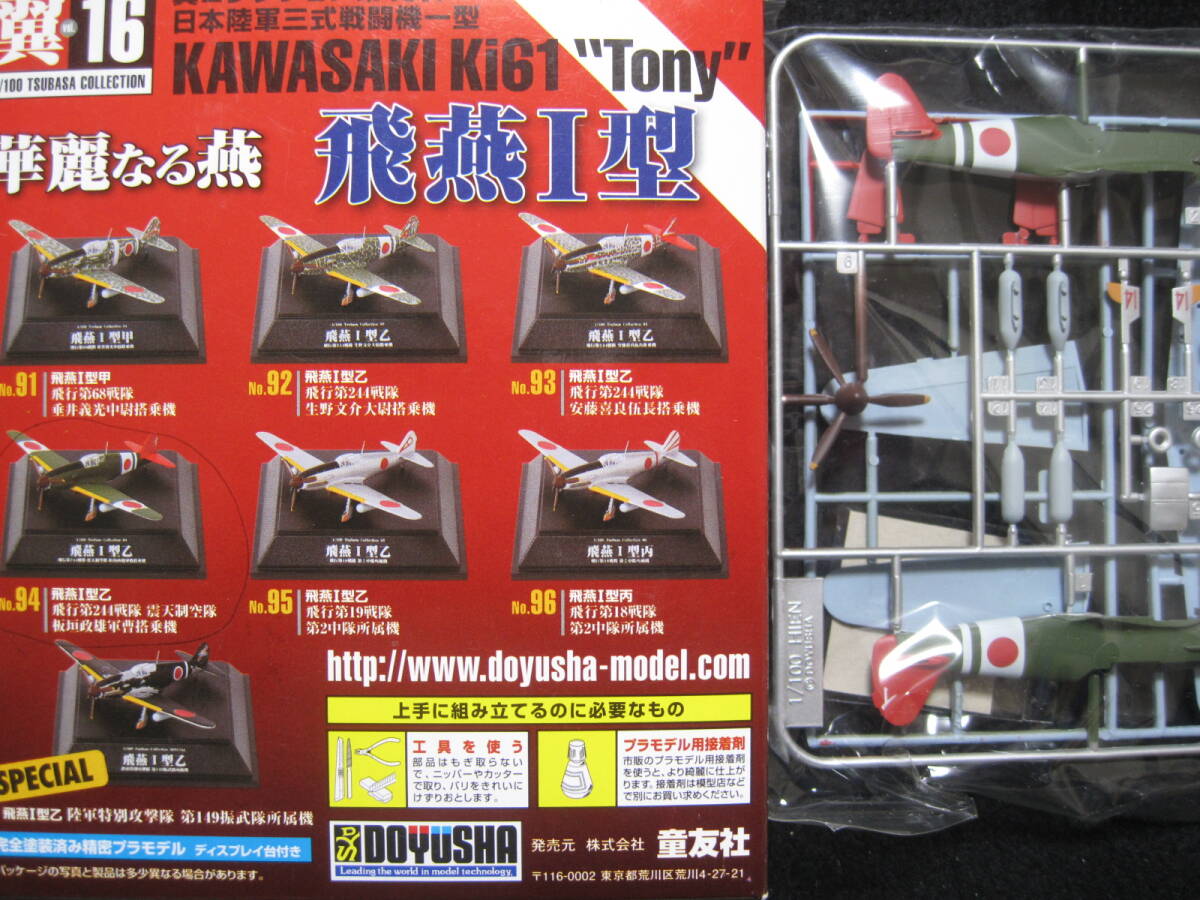 翼 vol. 16
/100 TSUBASA COLLECTION
日本陸軍三式戦闘機一型
KAWASAKI Ki61 "Tony"
華麗なる燕
飛燕I型
飛燕I型甲
飛燕I型乙
飛燕I型乙
No.91
飛燕I型甲
飛行第68戦隊
垂井義光中尉搭乗機
No.92
飛燕I型乙
飛行第244戦隊
生野文介大尉搭乗機
No.93
飛燕I型乙
飛行第244戦隊
安藤喜良伍長搭乗機
飛燕I型乙
飛燕I型乙
飛燕I型丙
No.94
飛燕I型乙
飛行第244戦隊 震天制空隊
板垣政雄軍曹搭乗機
No.95
飛燕I型乙
飛行第19戦隊
第2中隊所属機
No.96
飛燕I型丙
飛行第18戦隊
第2中隊所属機
飛燕I型乙
SPECIAL
飛燕I型乙 陸軍特別攻撃隊 第149振武隊所属機
完全塗装済み精密プラモデル ディスプレイ台付き
パッケージの写真と製品は多少異なる場合があります。
http://www.doyusha-model.com
上手に組み立てるのに必要なもの
工具を使う
部品はもぎ取らない
で、ニッパーやカッター
で取り、バリをきれいに
けずりおとします。
プラモデル用接着剤
市販のプラモデル用接着剤
を使うと、より綺麗に仕上が
ります。接着剤は模型店など
で別にお買い求めください。
DOYUSHA
Leading the world in model technology.
発売元 株式会社 童友社
〒116-0002 東京都荒川区荒川4-27-21
8
14
14
1/100 HIEN
DOYUSHA